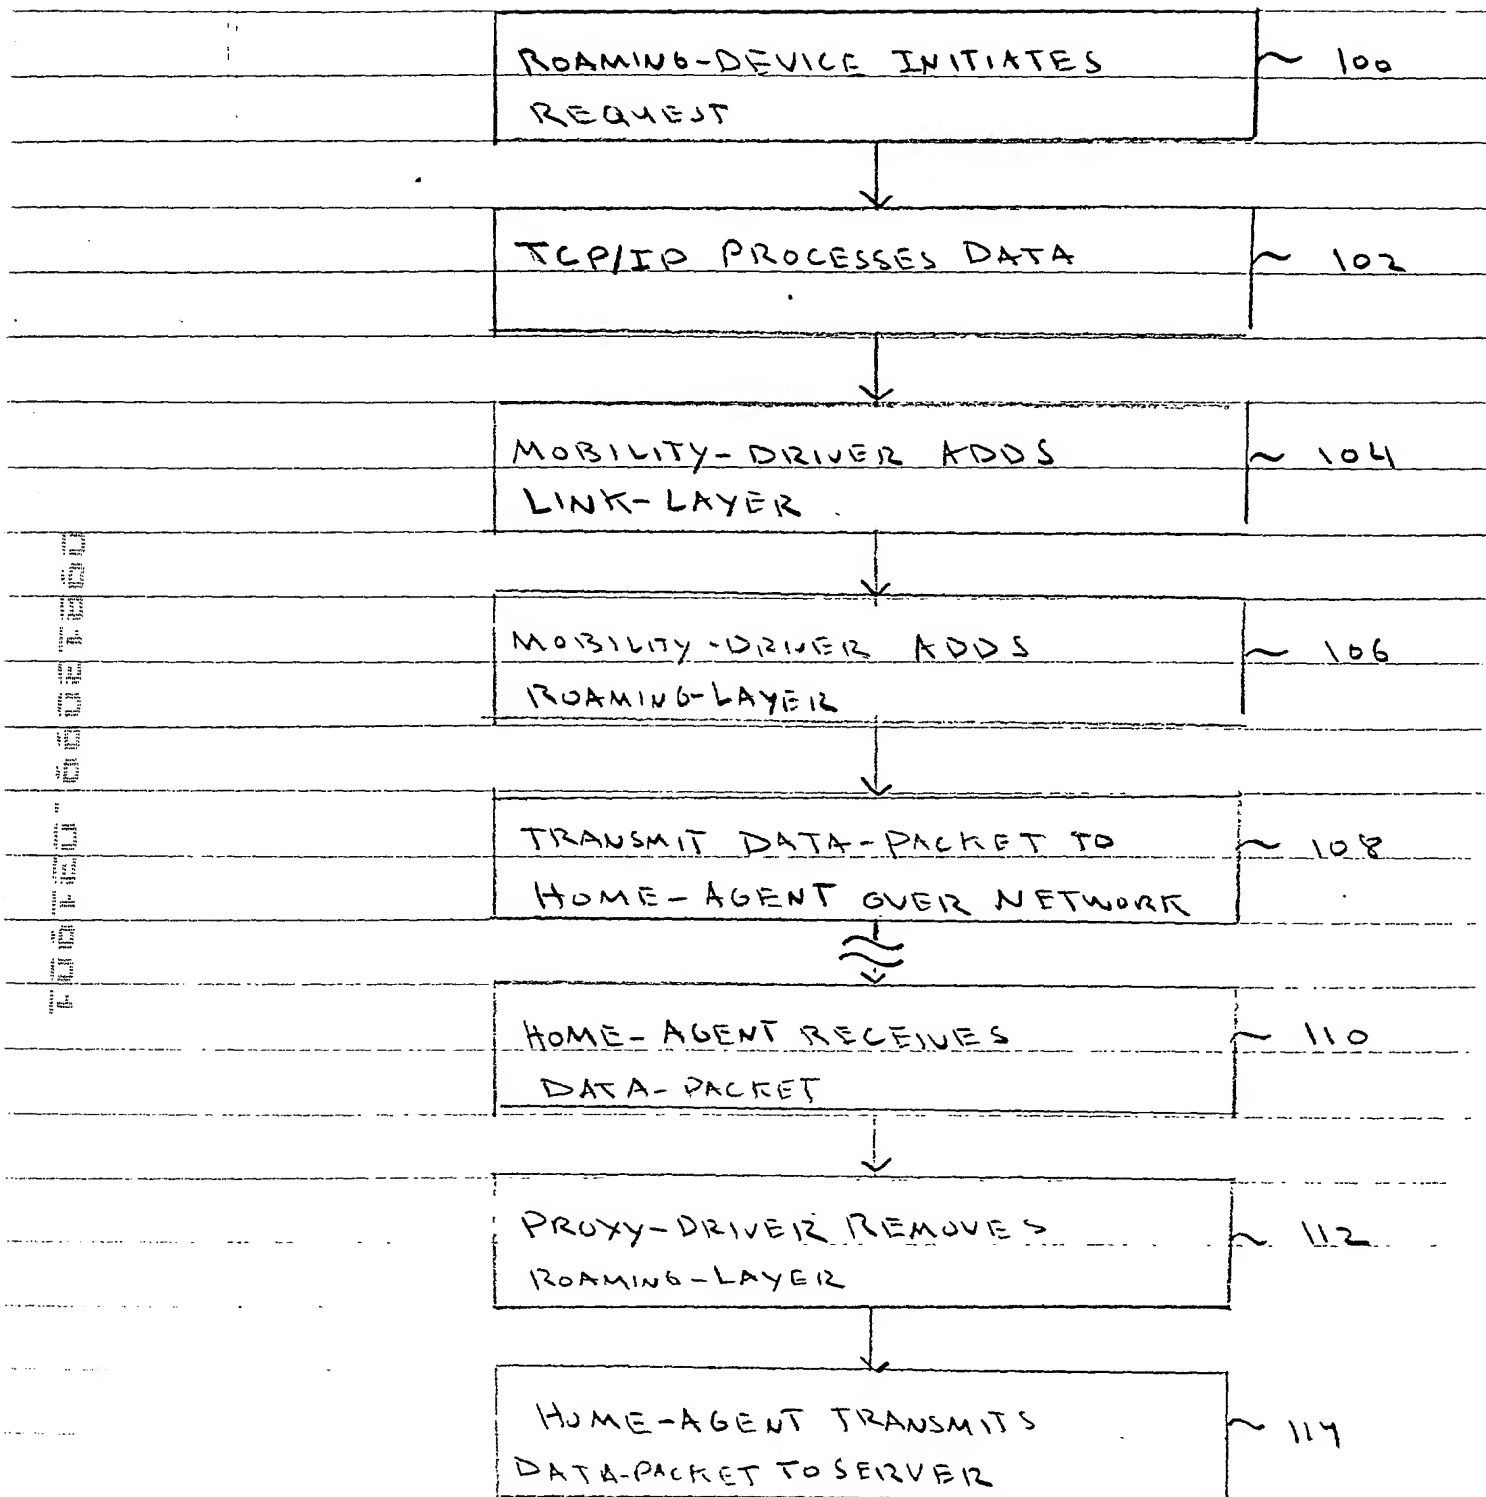 ROAMING-DEVICE INITIATES ~ 100
REQUEST
TCP/IP PROCESSES DATA ~ 102
MOBILITY-DRIVER ADDS ~ 104
LINK-LAYER
MOBILITY-DRIVER ADDS ~ 106
ROAMING-LAYER
TRANSMIT DATA-PACKET TO ~ 108
HOME-AGENT OVER NETWORK
HOME-AGENT RECEIVES ~ 110
DATA-PACKET
PROXY-DRIVER REMOVES ~ 112
ROAMING-LAYER
HOME-AGENT TRANSMITS ~ 114
DATA-PACKET TO SERVER